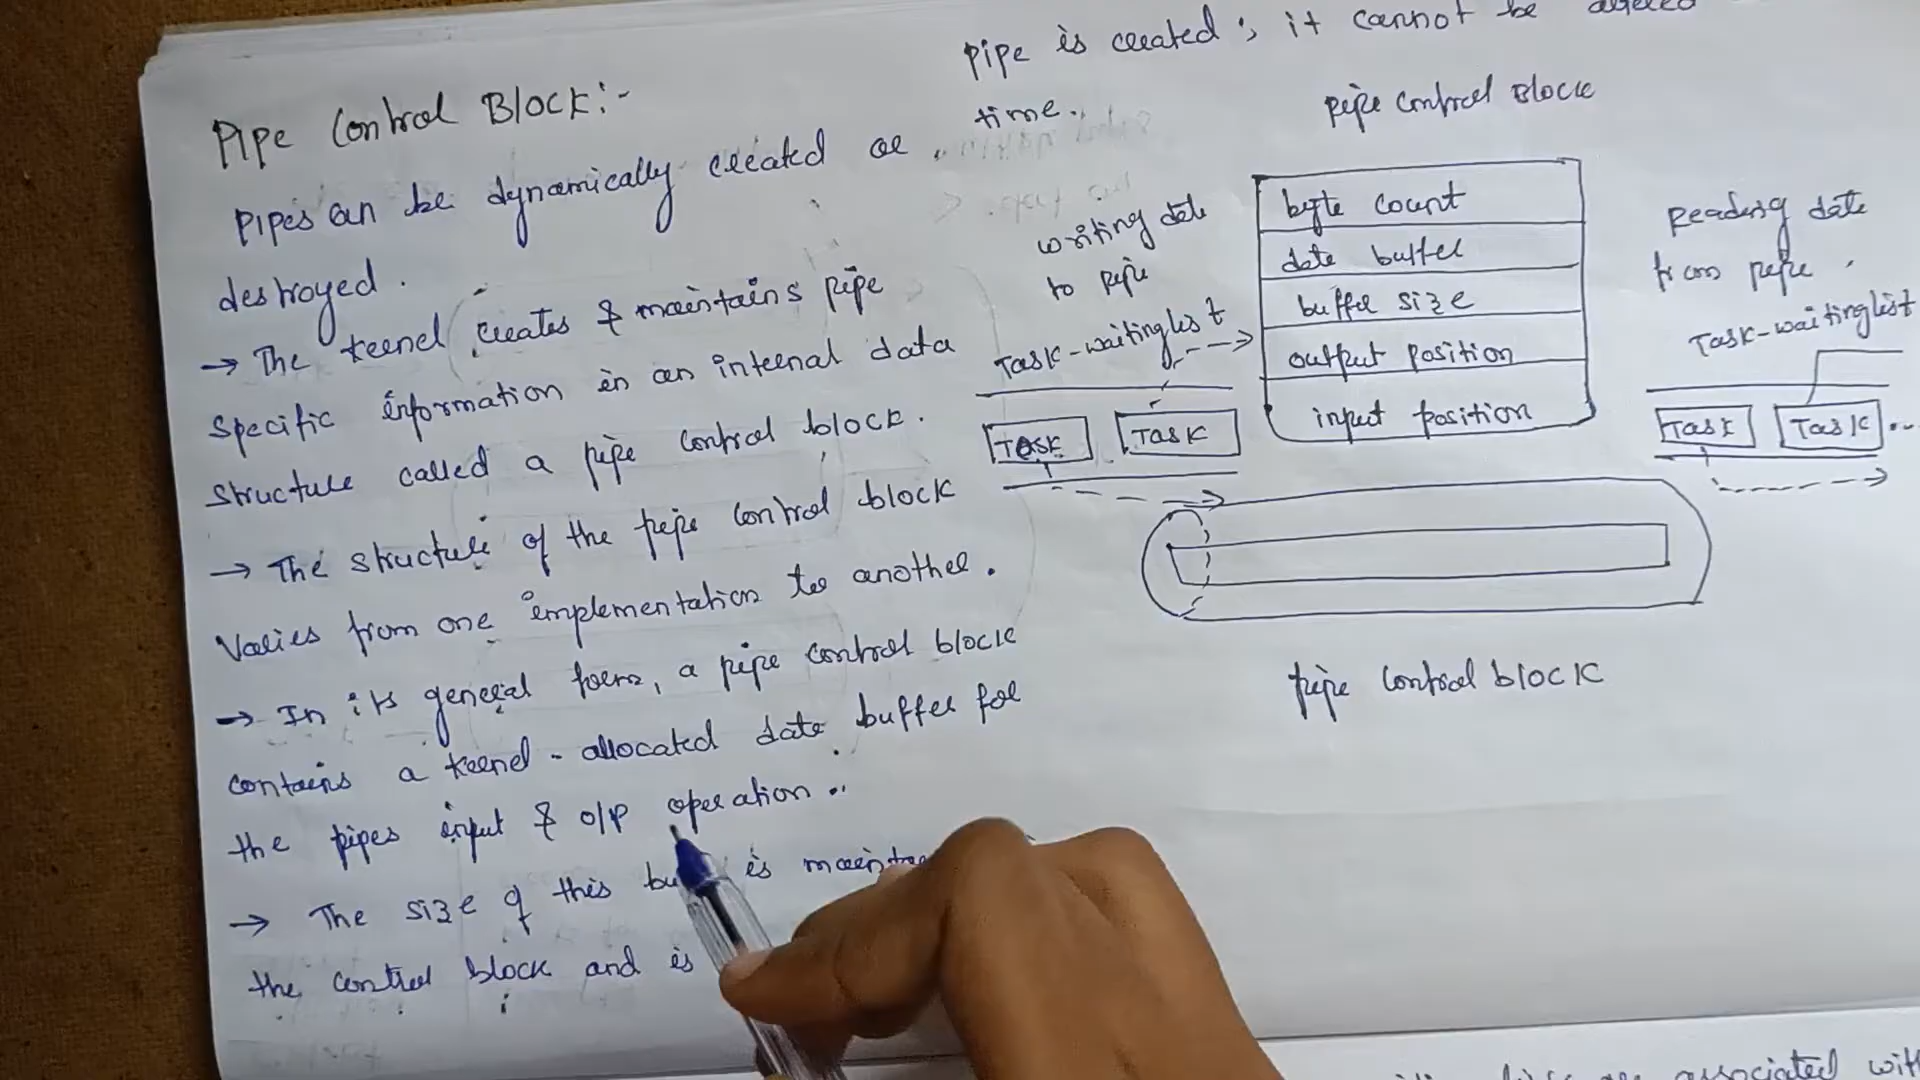 Pipe Control Block:-
Pipes can be dynamically created or
destroyed.
→ The kernel creates & maintains pipe
specific information in an internal data
structure called a pipe control block.
→ The structure of the pipe control block
varies from one implementation to another.
→ In its general form, a pipe control block
contains a kernel-allocated data buffer for
the pipes input & o/p operation.
→ The size of this is
the control block and is
pipe is created; it cannot be
time.
pipe control Block
writing data
to pipe
Task-waiting list
Task Task
byte count
data buffer
buffer size
output position
input position
Reading data
from pipe.
Task-waiting list
Task Task ...
pipe control block
are associated with